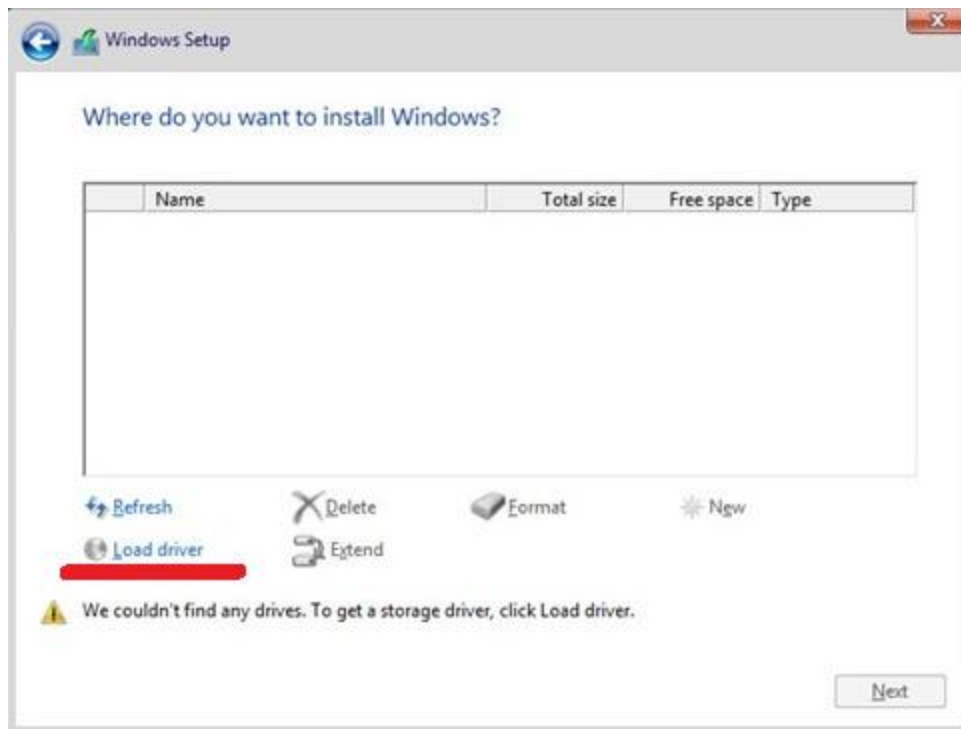 Windows Setup
Where do you want to install Windows?
Name Total size Free space Type
Refresh Delete Format New
Load driver Extend
We couldn't find any drives. To get a storage driver, click Load driver.
Next